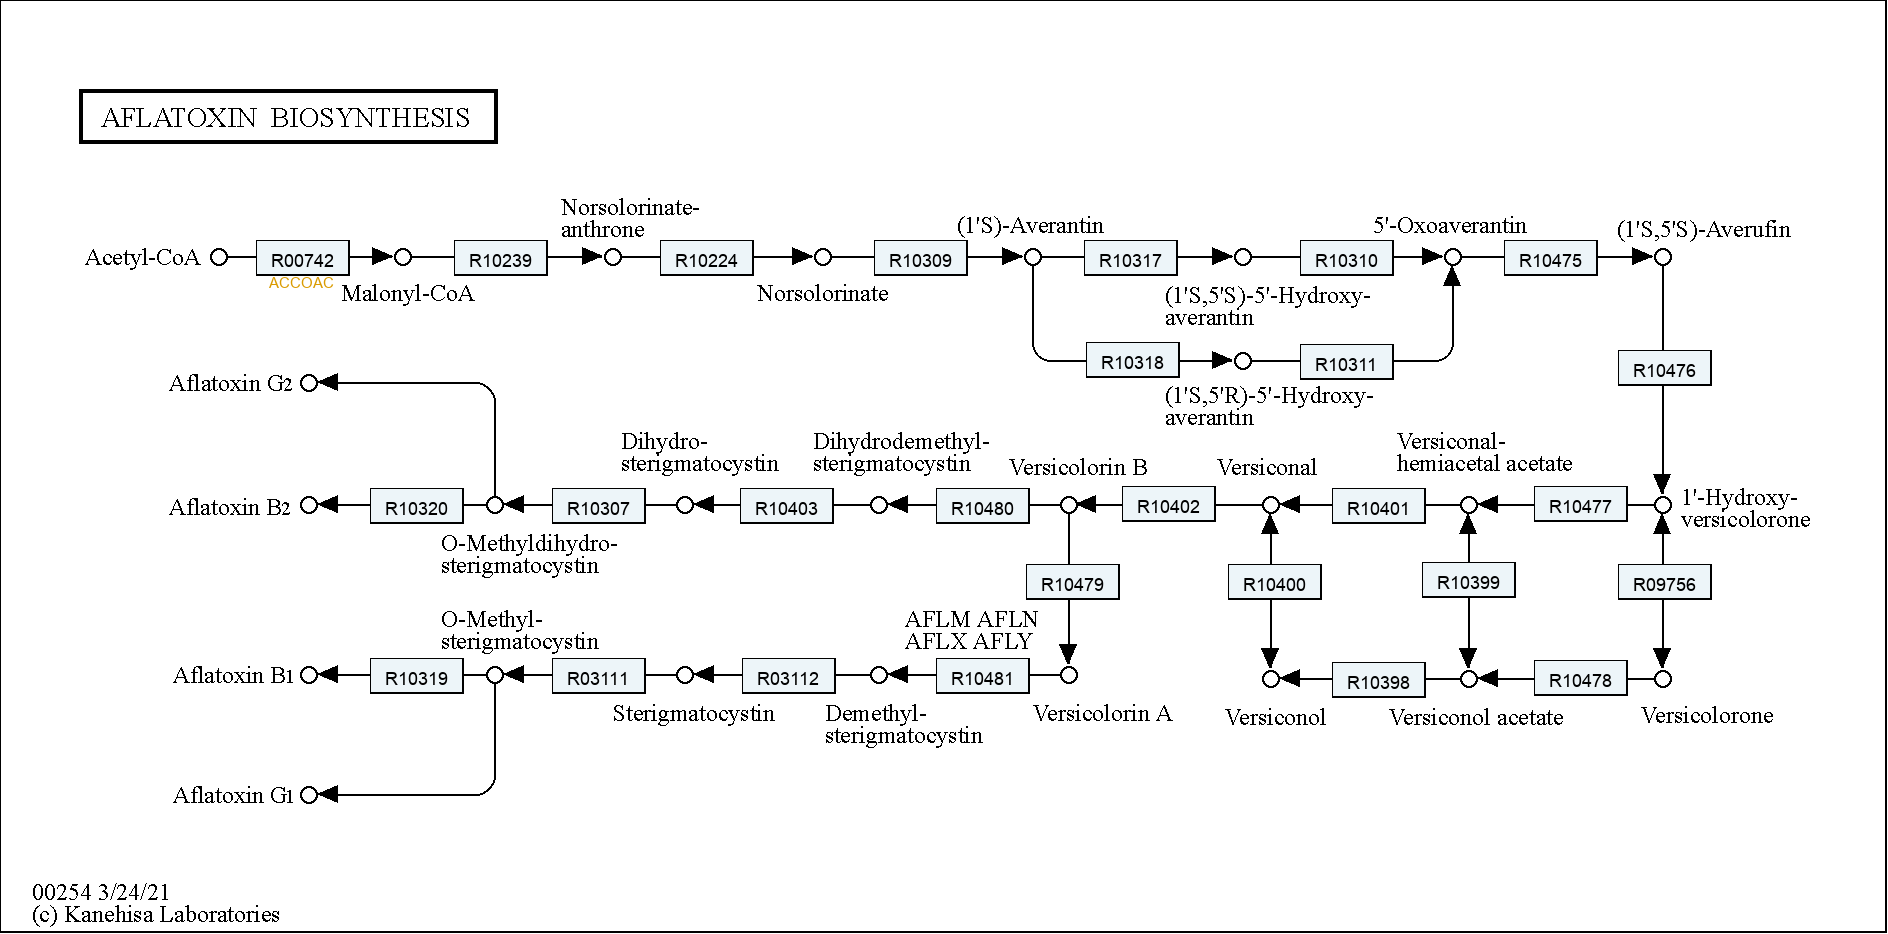 AFLATOXIN BIOSYNTHESIS
Norsolorinate-
anthrone
(1'S)-Averantin
5'-Oxoaverantin
(1'S,5'S)-Averufin
Acetyl-CoA
R00742
R10239
R10224
R10309
R10317
R10310
R10475
ACCOAC
Malonyl-CoA
Norsolorinate
(1'S,5'S)-5'-Hydroxy-
averantin
R10318
R10311
R10476
Aflatoxin G2
(1'S,5'R)-5'-Hydroxy-
averantin
Dihydro-
sterigmatocystin
Dihydrodemethyl-
sterigmatocystin
Versicolorin B
Versiconal
Versiconal-
hemiacetal acetate
Aflatoxin B2
R10320
R10307
R10403
R10480
R10402
R10401
R10477
1'-Hydroxy-
versicolorone
O-Methyldihydro-
sterigmatocystin
R10479
R10400
R10399
R09756
O-Methyl-
sterigmatocystin
AFLM AFLN
AFLX AFLY
Aflatoxin B1
R10319
R03111
R03112
R10481
R10398
R10478
Sterigmatocystin
Demethyl-
sterigmatocystin
Versicolorin A
Versiconol
Versiconol acetate
Versicolorone
Aflatoxin G1
00254 3/24/21
(c) Kanehisa Laboratories